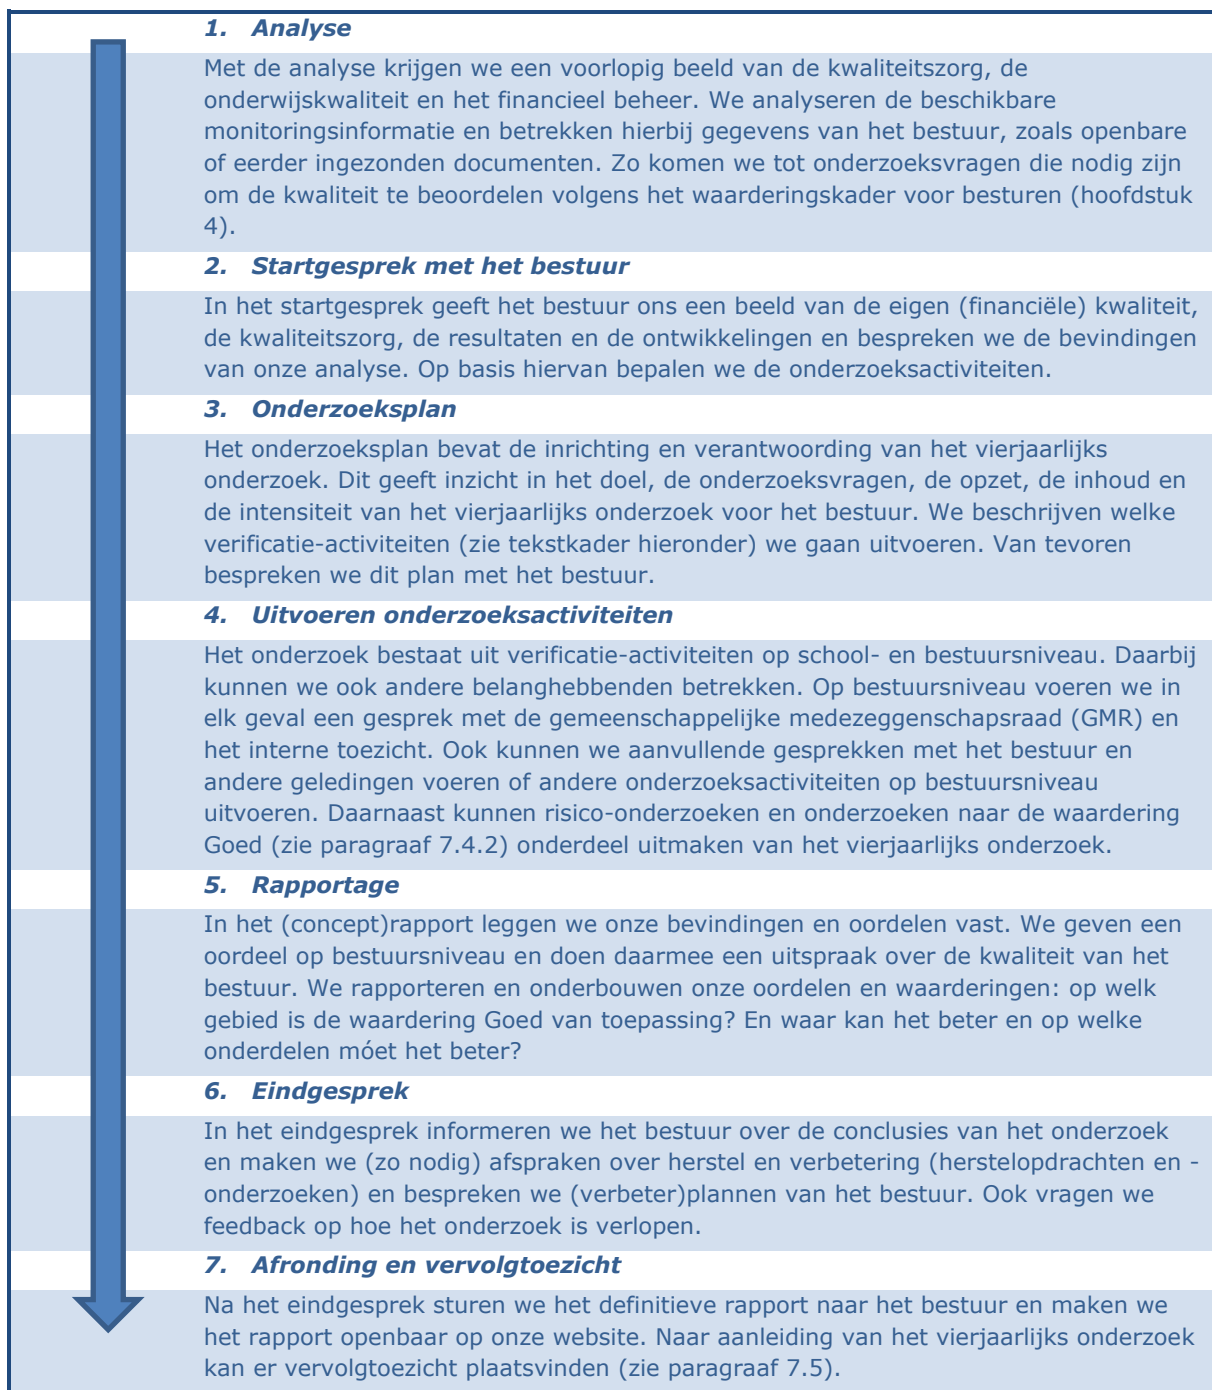 1. Analyse
Met de analyse krijgen we een voorlopig beeld van de kwaliteitszorg, de
onderwijskwaliteit en het financieel beheer. We analyseren de beschikbare
monitoringsinformatie en betrekken hierbij gegevens van het bestuur, zoals openbare
of eerder ingezonden documenten. Zo komen we tot onderzoeksvragen die nodig zijn
om de kwaliteit te beoordelen volgens het waarderingskader voor besturen (hoofdstuk
4).
2. Startgesprek met het bestuur
In het startgesprek geeft het bestuur ons een beeld van de eigen (financiële) kwaliteit,
de kwaliteitszorg, de resultaten en de ontwikkelingen en bespreken we de bevindingen
van onze analyse. Op basis hiervan bepalen we de onderzoeksactiviteiten.
3. Onderzoeksplan
Het onderzoeksplan bevat de inrichting en verantwoording van het vierjaarlijks
onderzoek. Dit geeft inzicht in het doel, de onderzoeksvragen, de opzet, de inhoud en
de intensiteit van het vierjaarlijks onderzoek voor het bestuur. We beschrijven welke
verificatie-activiteiten (zie tekstkader hieronder) we gaan uitvoeren. Van tevoren
bespreken we dit plan met het bestuur.
4. Uitvoeren onderzoeksactiviteiten
Het onderzoek bestaat uit verificatie-activiteiten op school- en bestuursniveau. Daarbij
kunnen we ook andere belanghebbenden betrekken. Op bestuursniveau voeren we in
elk geval een gesprek met de gemeenschappelijke medezeggenschapsraad (GMR) en
het interne toezicht. Ook kunnen we aanvullende gesprekken met het bestuur en
andere geledingen voeren of andere onderzoeksactiviteiten op bestuursniveau
uitvoeren. Daarnaast kunnen risico-onderzoeken en onderzoeken naar de waardering
Goed (zie paragraaf 7.4.2) onderdeel uitmaken van het vierjaarlijks onderzoek.
5. Rapportage
In het (concept)rapport leggen we onze bevindingen en oordelen vast. We geven een
oordeel op bestuursniveau en doen daarmee een uitspraak over de kwaliteit van het
bestuur. We rapporteren en onderbouwen onze oordelen en waarderingen: op welk
gebied is de waardering Goed van toepassing? En waar kan het beter en op welke
onderdelen móet het beter?
6. Eindgesprek
In het eindgesprek informeren we het bestuur over de conclusies van het onderzoek
en maken we (zo nodig) afspraken over herstel en verbetering (herstelopdrachten en -
onderzoeken) en bespreken we (verbeter)plannen van het bestuur. Ook vragen we
feedback op hoe het onderzoek is verlopen.
7. Afronding en vervolgtoezicht
Na het eindgesprek sturen we het definitieve rapport naar het bestuur en maken we
het rapport openbaar op onze website. Naar aanleiding van het vierjaarlijks onderzoek
kan er vervolgtoezicht plaatsvinden (zie paragraaf 7.5).